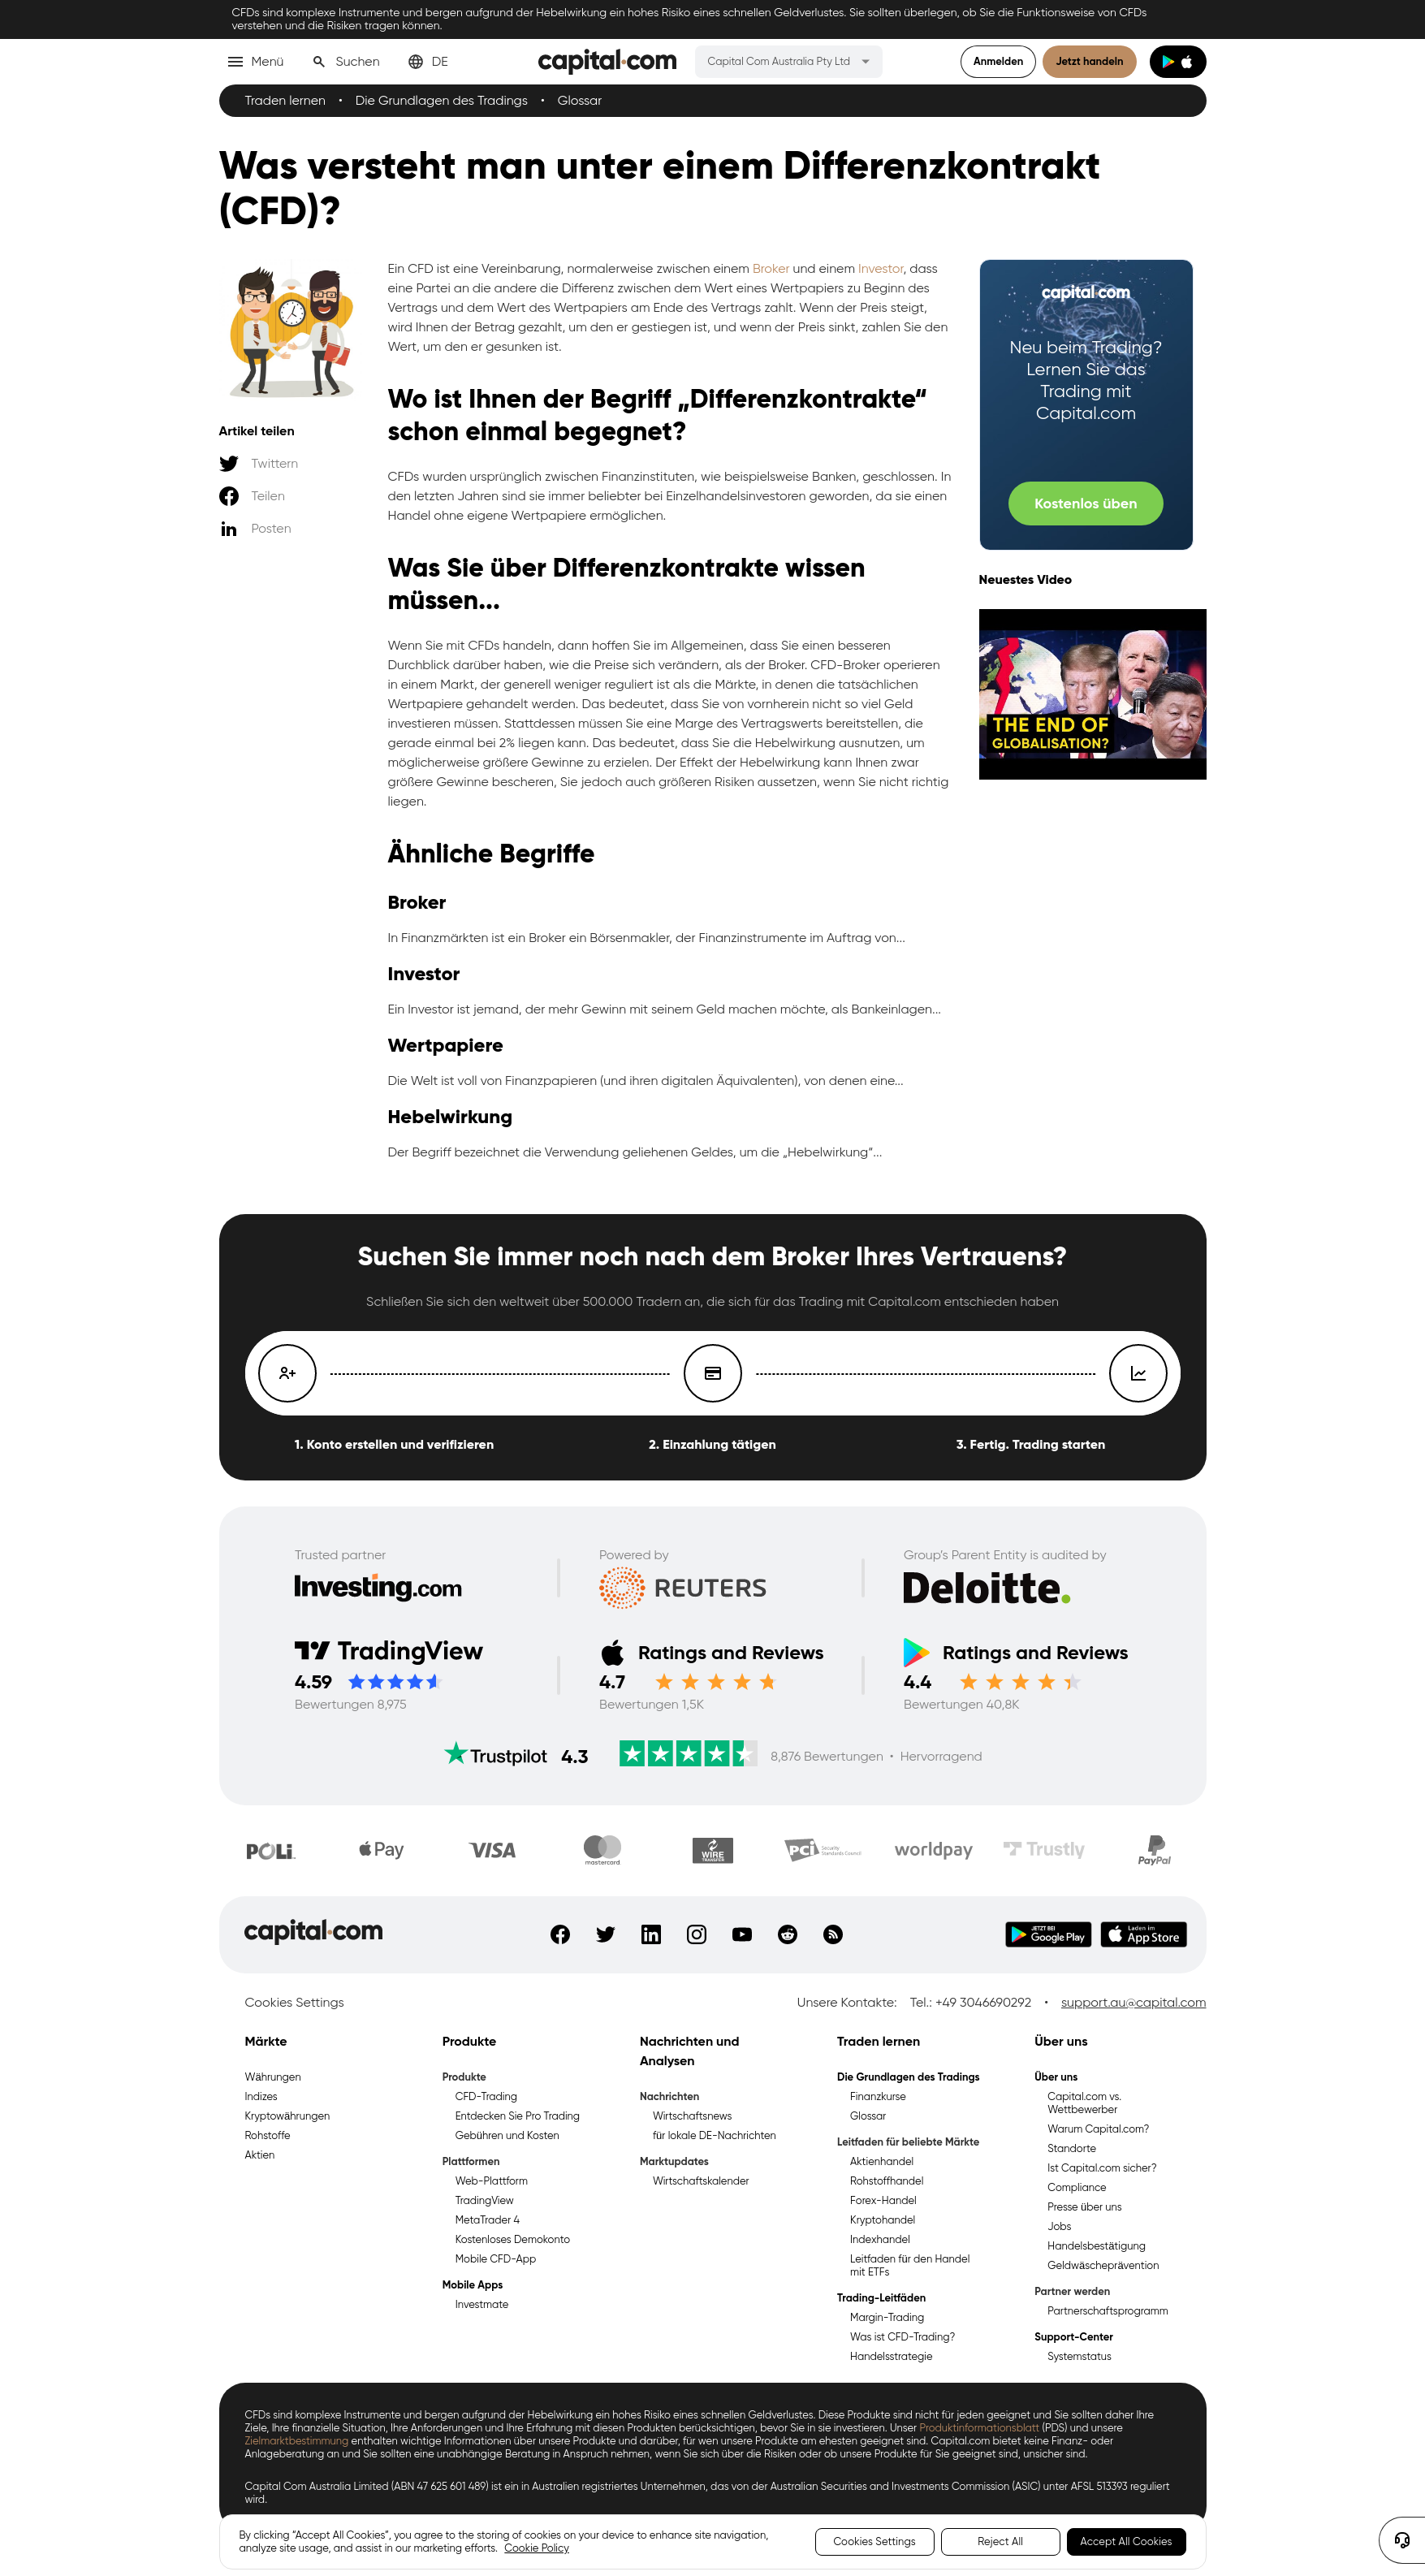 CFDs sind komplexe Instrumente und bergen aufgrund der Hebelwirkung ein hohes Risiko eines schnellen Geldverlustes. Sie sollten überlegen, ob Sie die Funktionsweise von CFDs
verstehen und die Risiken tragen können.
Menü Suchen DE capital.com Capital Com Australia Pty Ltd Anmelden Jetzt handeln
Traden lernen • Die Grundlagen des Tradings • Glossar
Was versteht man unter einem Differenzkontrakt
(CFD)?
Artikel teilen
Twittern
Teilen
Posten
Ein CFD ist eine Vereinbarung, normalerweise zwischen einem Broker und einem Investor, dass
eine Partei an die andere die Differenz zwischen dem Wert eines Wertpapiers zu Beginn des
Vertrags und dem Wert des Wertpapiers am Ende des Vertrags zahlt. Wenn der Preis steigt,
wird Ihnen der Betrag gezahlt, um den er gestiegen ist, und wenn der Preis sinkt, zahlen Sie den
Wert, um den er gesunken ist.
Wo ist Ihnen der Begriff „Differenzkontrakte“
schon einmal begegnet?
CFDs wurden ursprünglich zwischen Finanzinstituten, wie beispielsweise Banken, geschlossen. In
den letzten Jahren sind sie immer beliebter bei Einzelhandelsinvestoren geworden, da sie einen
Handel ohne eigene Wertpapiere ermöglichen.
Was Sie über Differenzkontrakte wissen
müssen...
Wenn Sie mit CFDs handeln, dann hoffen Sie im Allgemeinen, dass Sie einen besseren
Durchblick darüber haben, wie die Preise sich verändern, als der Broker. CFD-Broker operieren
in einem Markt, der generell weniger reguliert ist als die Märkte, in denen die tatsächlichen
Wertpapiere gehandelt werden. Das bedeutet, dass Sie von vornherein nicht so viel Geld
investieren müssen. Stattdessen müssen Sie eine Marge des Vertragswerts bereitstellen, die
gerade einmal bei 2% liegen kann. Das bedeutet, dass Sie die Hebelwirkung ausnutzen, um
möglicherweise größere Gewinne zu erzielen. Der Effekt der Hebelwirkung kann Ihnen zwar
größere Gewinne bescheren, Sie jedoch auch größeren Risiken aussetzen, wenn Sie nicht richtig
liegen.
Ähnliche Begriffe
Broker
In Finanzmärkten ist ein Broker ein Börsenmakler, der Finanzinstrumente im Auftrag von...
Investor
Ein Investor ist jemand, der mehr Gewinn mit seinem Geld machen möchte, als Bankeinlagen...
Wertpapiere
Die Welt ist voll von Finanzpapieren (und ihren digitalen Äquivalenten), von denen eine...
Hebelwirkung
Der Begriff bezeichnet die Verwendung geliehenen Geldes, um die „Hebelwirkung“...
capital.com
Neu beim Trading?
Lernen Sie das
Trading mit
Capital.com
Kostenlos üben
Neuestes Video
THE END OF
GLOBALISATION?
Suchen Sie immer noch nach dem Broker Ihres Vertrauens?
Schließen Sie sich den weltweit über 500.000 Tradern an, die sich für das Trading mit Capital.com entschieden haben
1. Konto erstellen und verifizieren 2. Einzahlung tätigen 3. Fertig. Trading starten
Trusted partner Powered by Group's Parent Entity is audited by
Investing.com REUTERS Deloitte.
TradingView Ratings and Reviews Ratings and Reviews
4.59 4.7 4.4
Bewertungen 8,975 Bewertungen 1,5K Bewertungen 40,8K
Trustpilot 4.3 8,876 Bewertungen • Hervorragend
POLi Pay VISA mastercard WIRE TRANSFER PCI Security Standards Council worldpay Trustly PayPal
capital.com JETZT BEI Google Play Laden im App Store
Cookies Settings Unsere Kontakte: Tel.: +49 3046690292 • support.au@capital.com
Märkte
Währungen
Indizes
Kryptowährungen
Rohstoffe
Aktien
Produkte
Produkte
CFD-Trading
Entdecken Sie Pro Trading
Gebühren und Kosten
Plattformen
Web-Plattform
TradingView
MetaTrader 4
Kostenloses Demokonto
Mobile CFD-App
Mobile Apps
Investmate
Nachrichten und
Analysen
Nachrichten
Wirtschaftsnews
für lokale DE-Nachrichten
Marktupdates
Wirtschaftskalender
Traden lernen
Die Grundlagen des Tradings
Finanzkurse
Glossar
Leitfaden für beliebte Märkte
Aktienhandel
Rohstoffhandel
Forex-Handel
Kryptohandel
Indexhandel
Leitfaden für den Handel
mit ETFs
Trading-Leitfäden
Margin-Trading
Was ist CFD-Trading?
Handelsstrategie
Über uns
Über uns
Capital.com vs.
Wettbewerber
Warum Capital.com?
Standorte
Ist Capital.com sicher?
Compliance
Presse über uns
Jobs
Handelsbestätigung
Geldwäscheprävention
Partner werden
Partnerschaftsprogramm
Support-Center
Systemstatus
CFDs sind komplexe Instrumente und bergen aufgrund der Hebelwirkung ein hohes Risiko eines schnellen Geldverlustes. Diese Produkte sind nicht für jeden geeignet und Sie sollten daher Ihre
Ziele, Ihre finanzielle Situation, Ihre Anforderungen und Ihre Erfahrung mit diesen Produkten berücksichtigen, bevor Sie in sie investieren. Unser Produktinformationsblatt (PDS) und unsere
Zielmarktbestimmung enthalten wichtige Informationen über unsere Produkte und darüber, für wen unsere Produkte am ehesten geeignet sind. Capital.com bietet keine Finanz- oder
Anlageberatung an und Sie sollten eine unabhängige Beratung in Anspruch nehmen, wenn Sie sich über die Risiken oder ob unsere Produkte für Sie geeignet sind, unsicher sind.
Capital Com Australia Limited (ABN 47 625 601 489) ist ein in Australien registriertes Unternehmen, das von der Australian Securities and Investments Commission (ASIC) unter AFSL 513393 reguliert
wird.
By clicking “Accept All Cookies”, you agree to the storing of cookies on your device to enhance site navigation,
analyze site usage, and assist in our marketing efforts. Cookie Policy
Cookies Settings Reject All Accept All Cookies